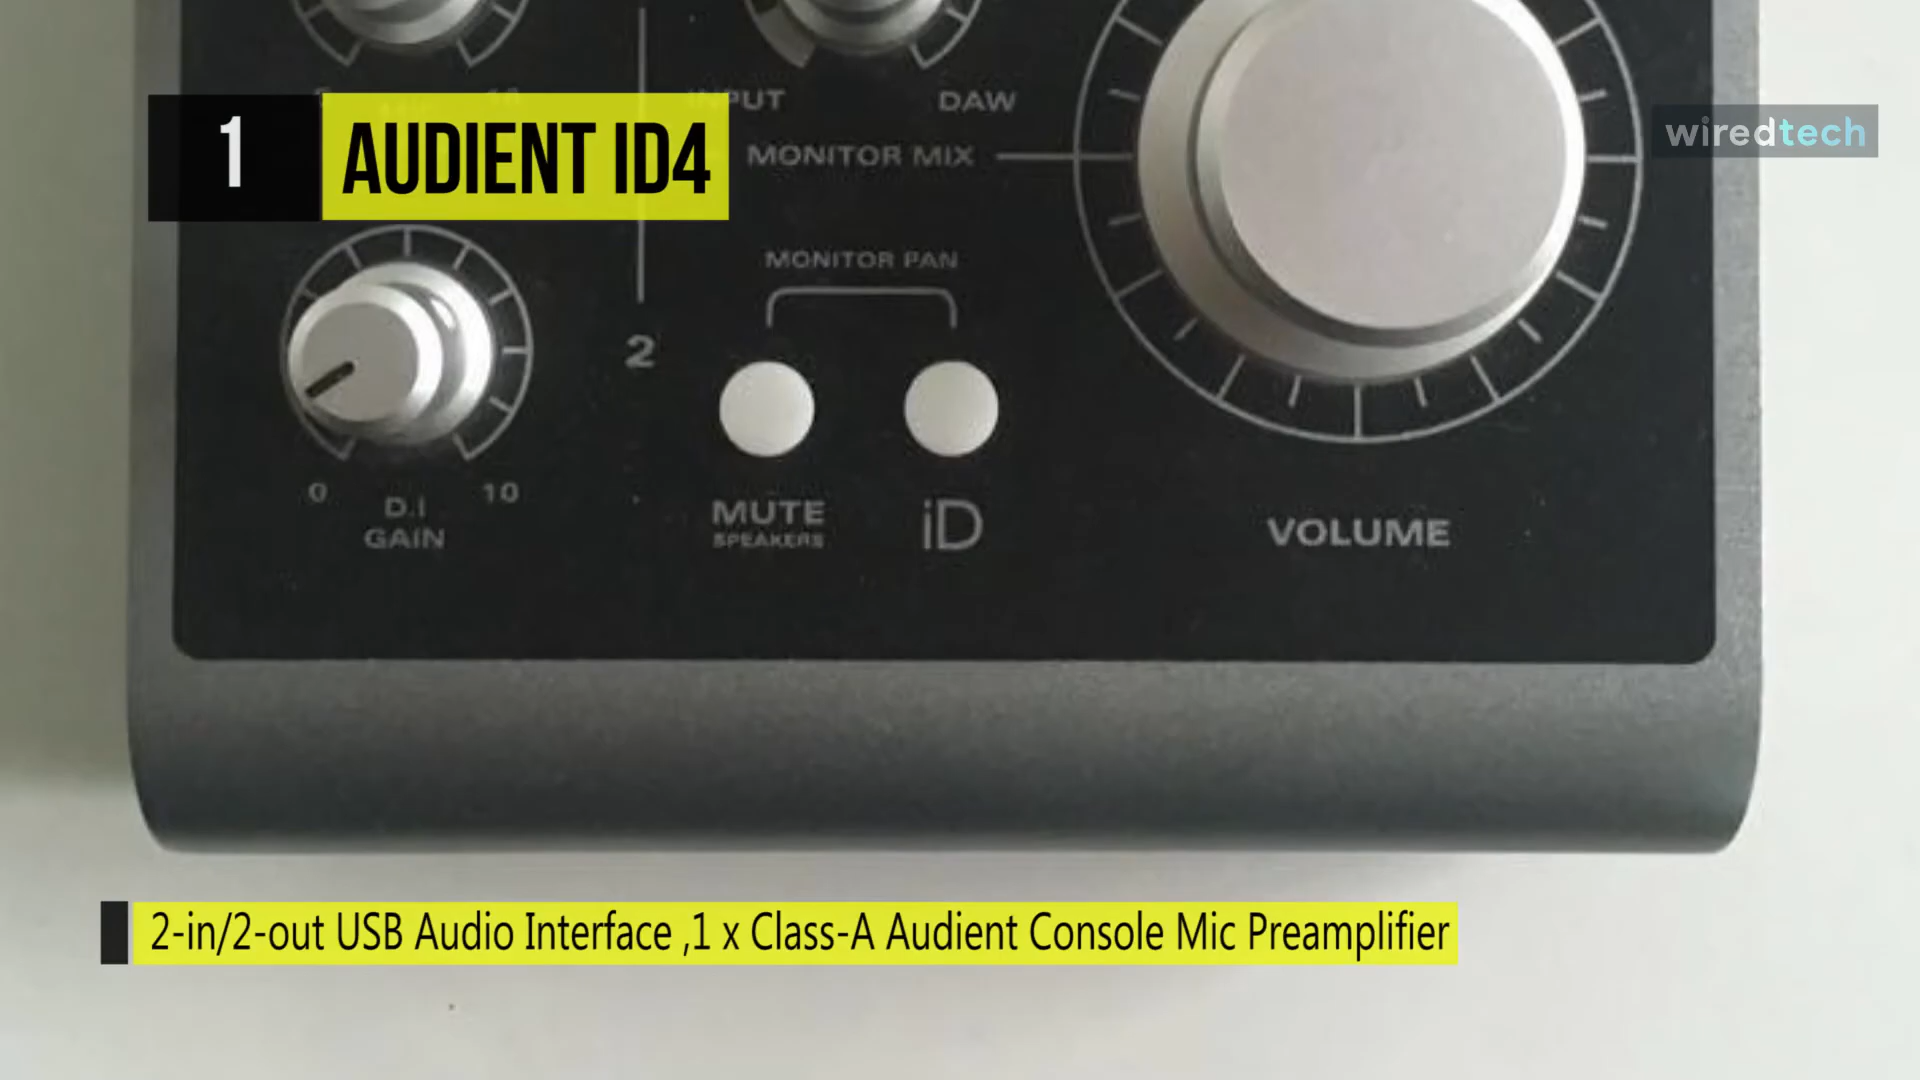 INPUT
DAW
1
AUDIENT ID4
wiredtech
MONITOR MIX
MONITOR PAN
2
0
10
D.I
GAIN
MUTE
SPEAKERS
iD
VOLUME
2-in/2-out USB Audio Interface ,1 x Class-A Audient Console Mic Preamplifier